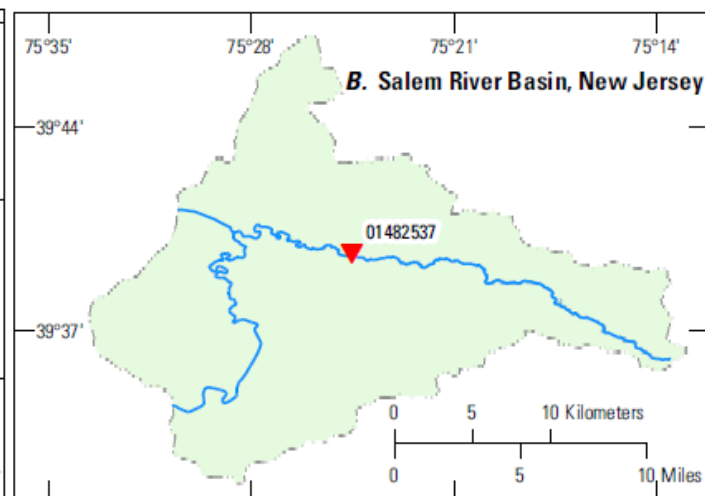 75°35' 75°28' 75°21' 75°14'
B. Salem River Basin, New Jersey
39°44'
01482537
39°37'
0 5 10 Kilometers
0 5 10 Miles